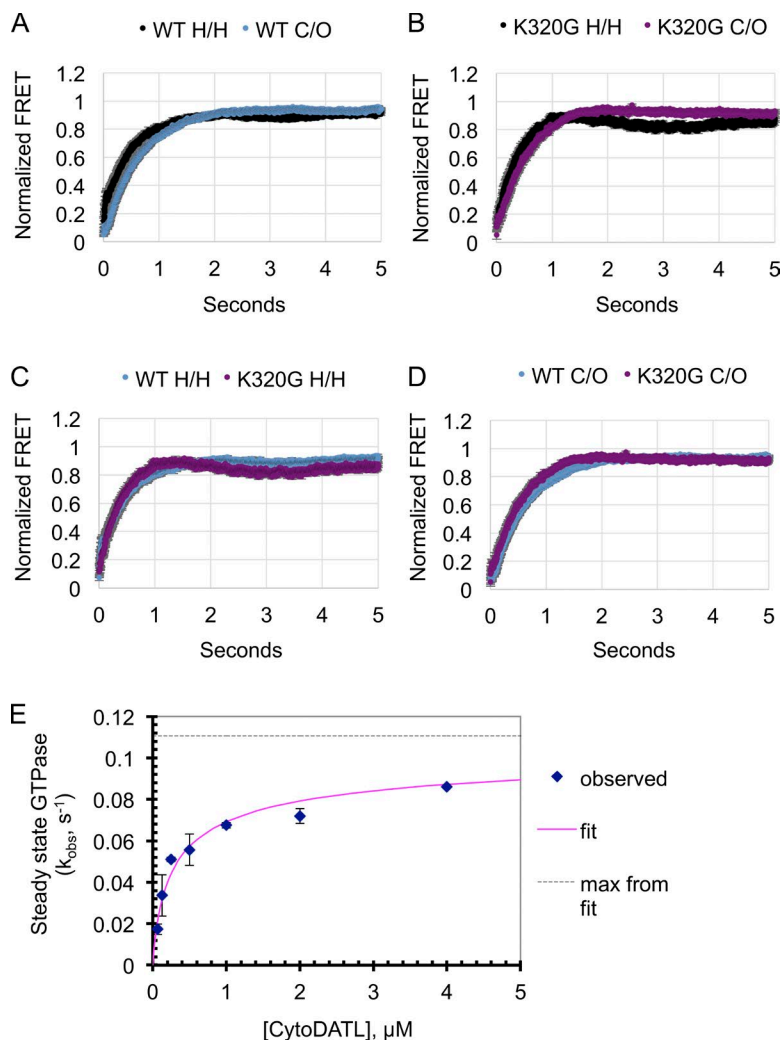 A
WT H/H WT C/O
Normalized FRET
1.2
1
0.8
0.6
0.4
0.2
0
0 1 2 3 4 5
Seconds
B
K320G H/H K320G C/O
Normalized FRET
1.2
1
0.8
0.6
0.4
0.2
0
0 1 2 3 4 5
Seconds
C
WT H/H K320G H/H
Normalized FRET
1.2
1
0.8
0.6
0.4
0.2
0
0 1 2 3 4 5
Seconds
D
WT C/O K320G C/O
Normalized FRET
1.2
1
0.8
0.6
0.4
0.2
0
0 1 2 3 4 5
Seconds
E
Steady state GTPase
(kobs, s-1)
0.12
0.1
0.08
0.06
0.04
0.02
0
0 1 2 3 4 5
[CytoDATL], µM
observed
fit
max from
fit